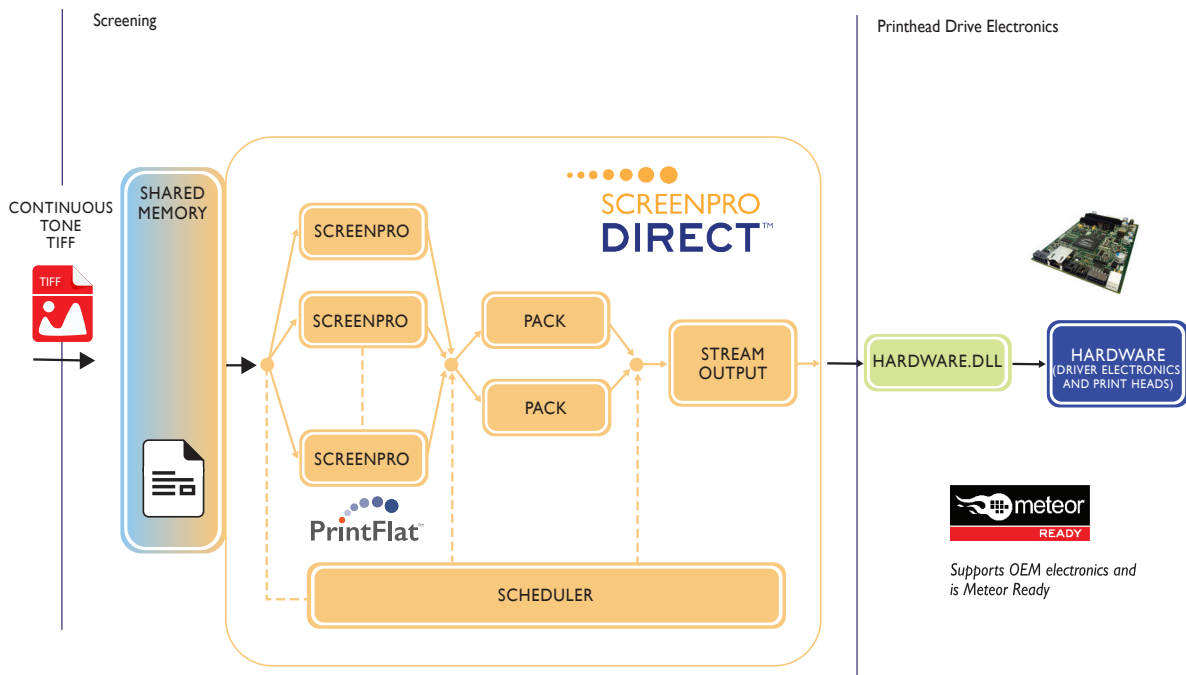 Screening
Printhead Drive Electronics
CONTINUOUS
TONE
TIFF
TIFF
SHARED
MEMORY
SCREENPRO
DIRECT™
SCREENPRO
SCREENPRO
SCREENPRO
PrintFlat™
PACK
PACK
STREAM
OUTPUT
SCHEDULER
HARDWARE.DLL
HARDWARE
(DRIVER ELECTRONICS
AND PRINT HEADS)
meteor
READY
Supports OEM electronics and
is Meteor Ready